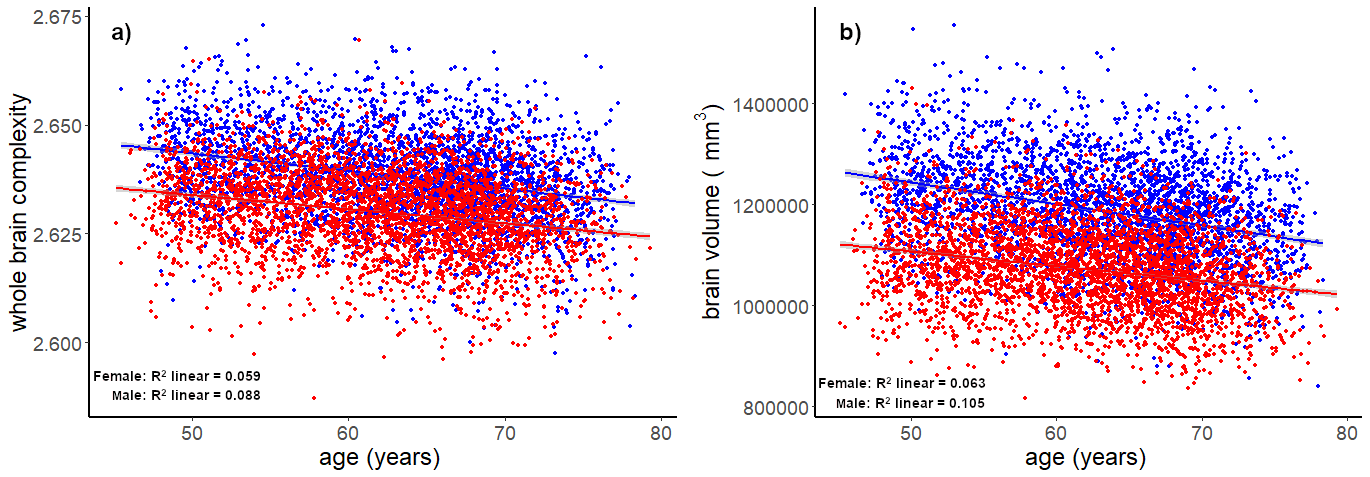 a)
2.675
2.650
2.625
2.600
whole brain complexity
Female: R² linear = 0.059
Male: R² linear = 0.088
50 60 70 80
age (years)
b)
1400000
1200000
1000000
800000
brain volume ( mm³)
Female: R² linear = 0.063
Male: R² linear = 0.105
50 60 70 80
age (years)